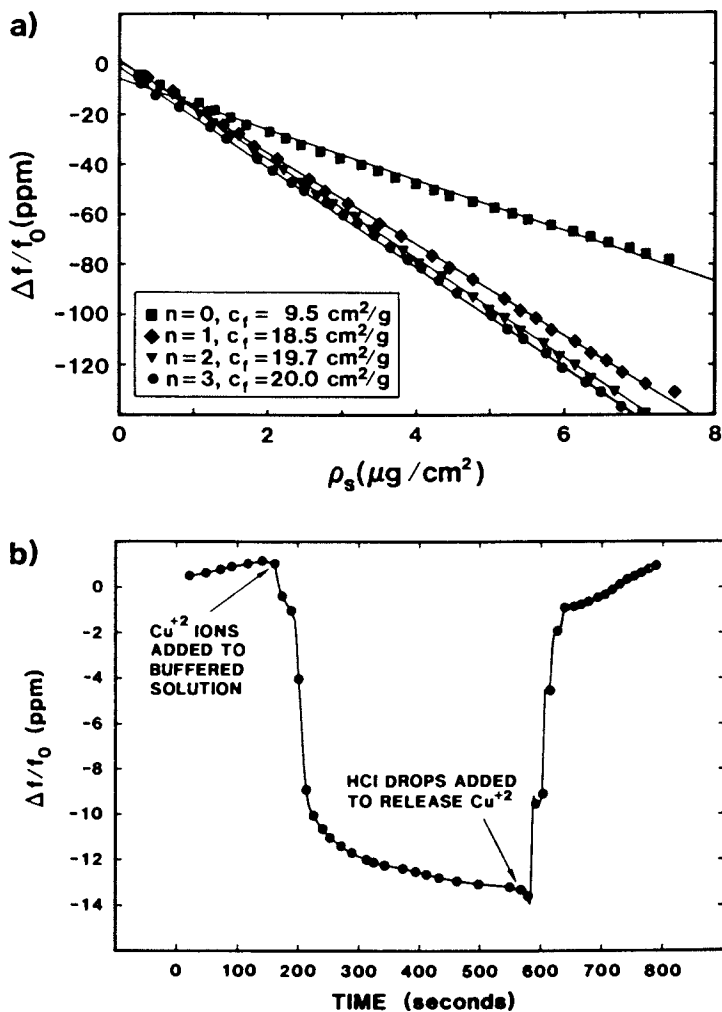 a)
0
-20
-40
-60
-80
-100
-120
Δf/f₀(ppm)
■ n=0, c_f = 9.5 cm²/g
◆ n=1, c_f =18.5 cm²/g
▼ n=2, c_f =19.7 cm²/g
● n=3, c_f =20.0 cm²/g
0 2 4 6 8
ρₛ(μg/cm²)
b)
0
-2
-4
-6
-8
-10
-12
-14
Δf/f₀ (ppm)
Cu⁺² IONS
ADDED TO
BUFFERED
SOLUTION
HCl DROPS ADDED
TO RELEASE Cu⁺²
0 100 200 300 400 500 600 700 800
TIME (seconds)